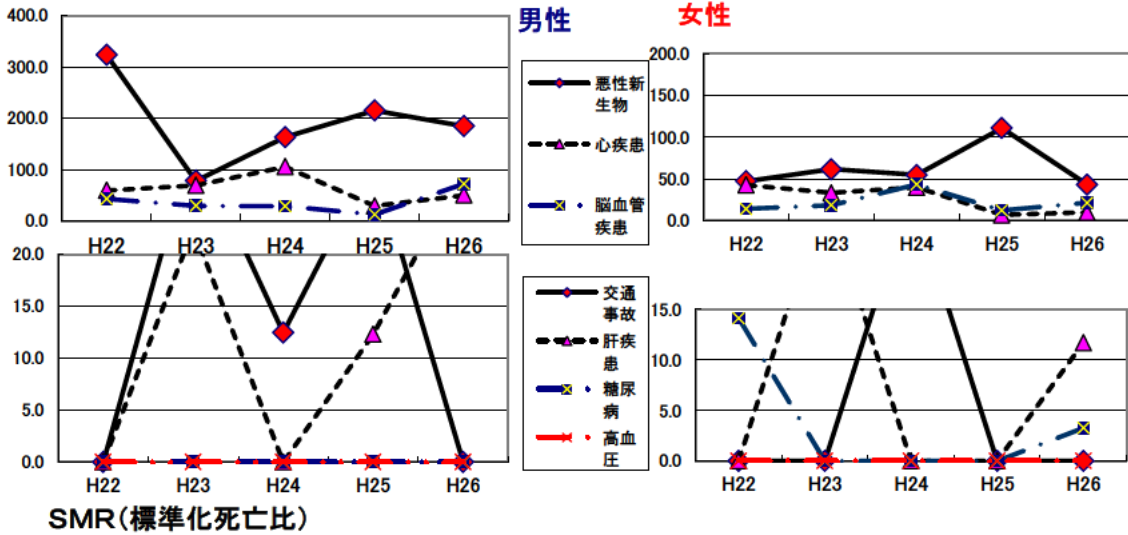 男性
女性
400.0
300.0
200.0
100.0
0.0
H22 H23 H24 H25 H26
悪性新
生物
心疾患
脳血管
疾患
200.0
150.0
100.0
50.0
0.0
H22 H23 H24 H25 H26
20.0
15.0
10.0
5.0
0.0
H22 H23 H24 H25 H26
交通
事故
肝疾
患
糖尿
病
高血
圧
15.0
10.0
5.0
0.0
H22 H23 H24 H25 H26
SMR(標準化死亡比)